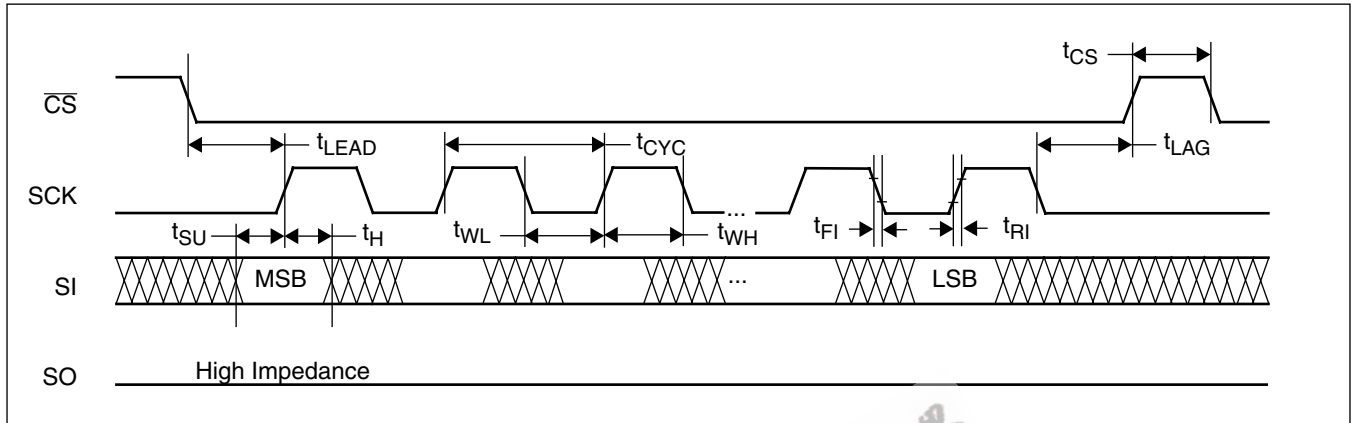 tCS
CS
tLEAD
tCYC
tLAG
SCK
...
tSU
tH
tWL
tWH
tFI
tRI
SI
MSB
...
LSB
SO
High Impedance